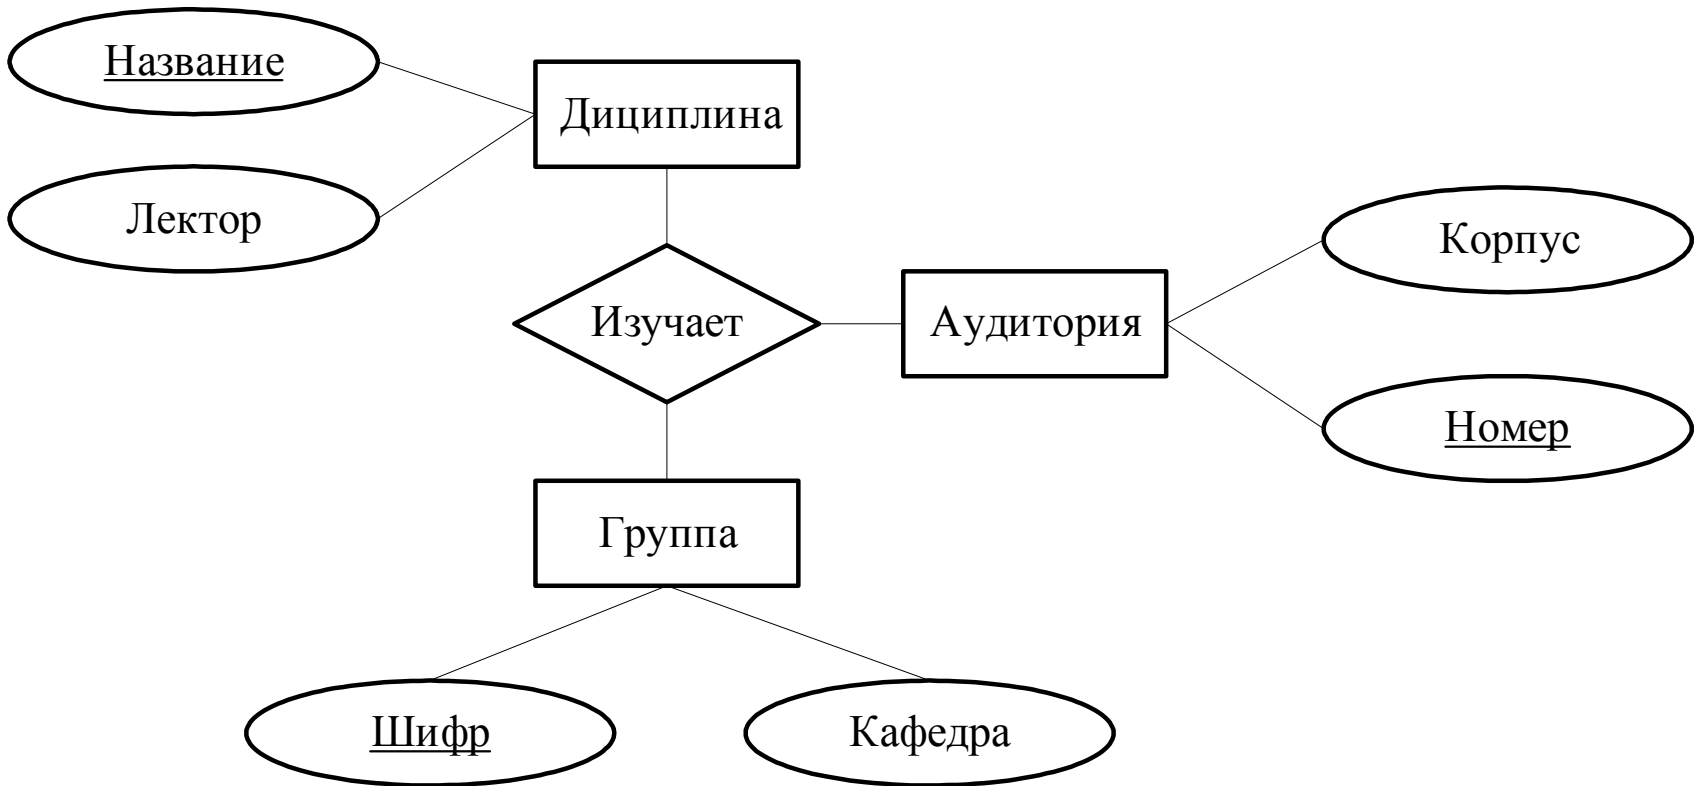 Название
Дициплина
Лектор
Корпус
Изучает
Аудитория
Номер
Группа
Шифр
Кафедра